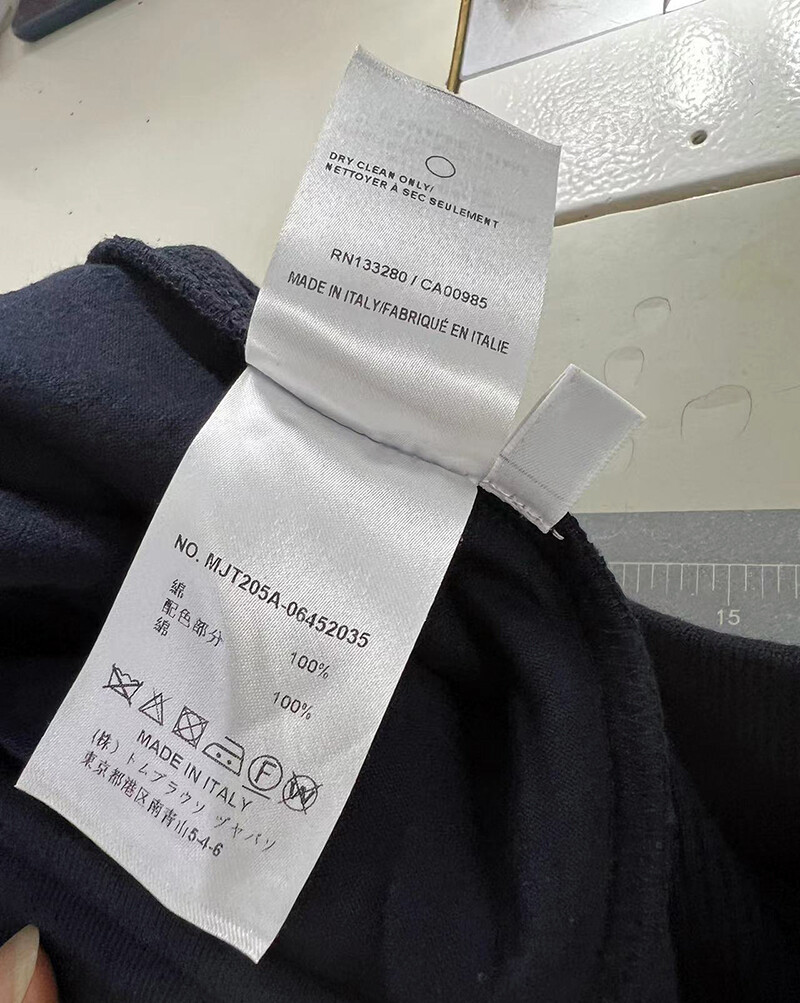 DRY CLEAN ONLY/
NETTOYER À SEC SEULEMENT
RN133280 / CA00985
MADE IN ITALY/FABRIQUÉ EN ITALIE
NO. MJT205A-06452035
綿 100%
配色部分
綿 100%
F W
MADE IN ITALY
(株) トムブラウン ヅャパン
東京都港区南青山5-4-6
15